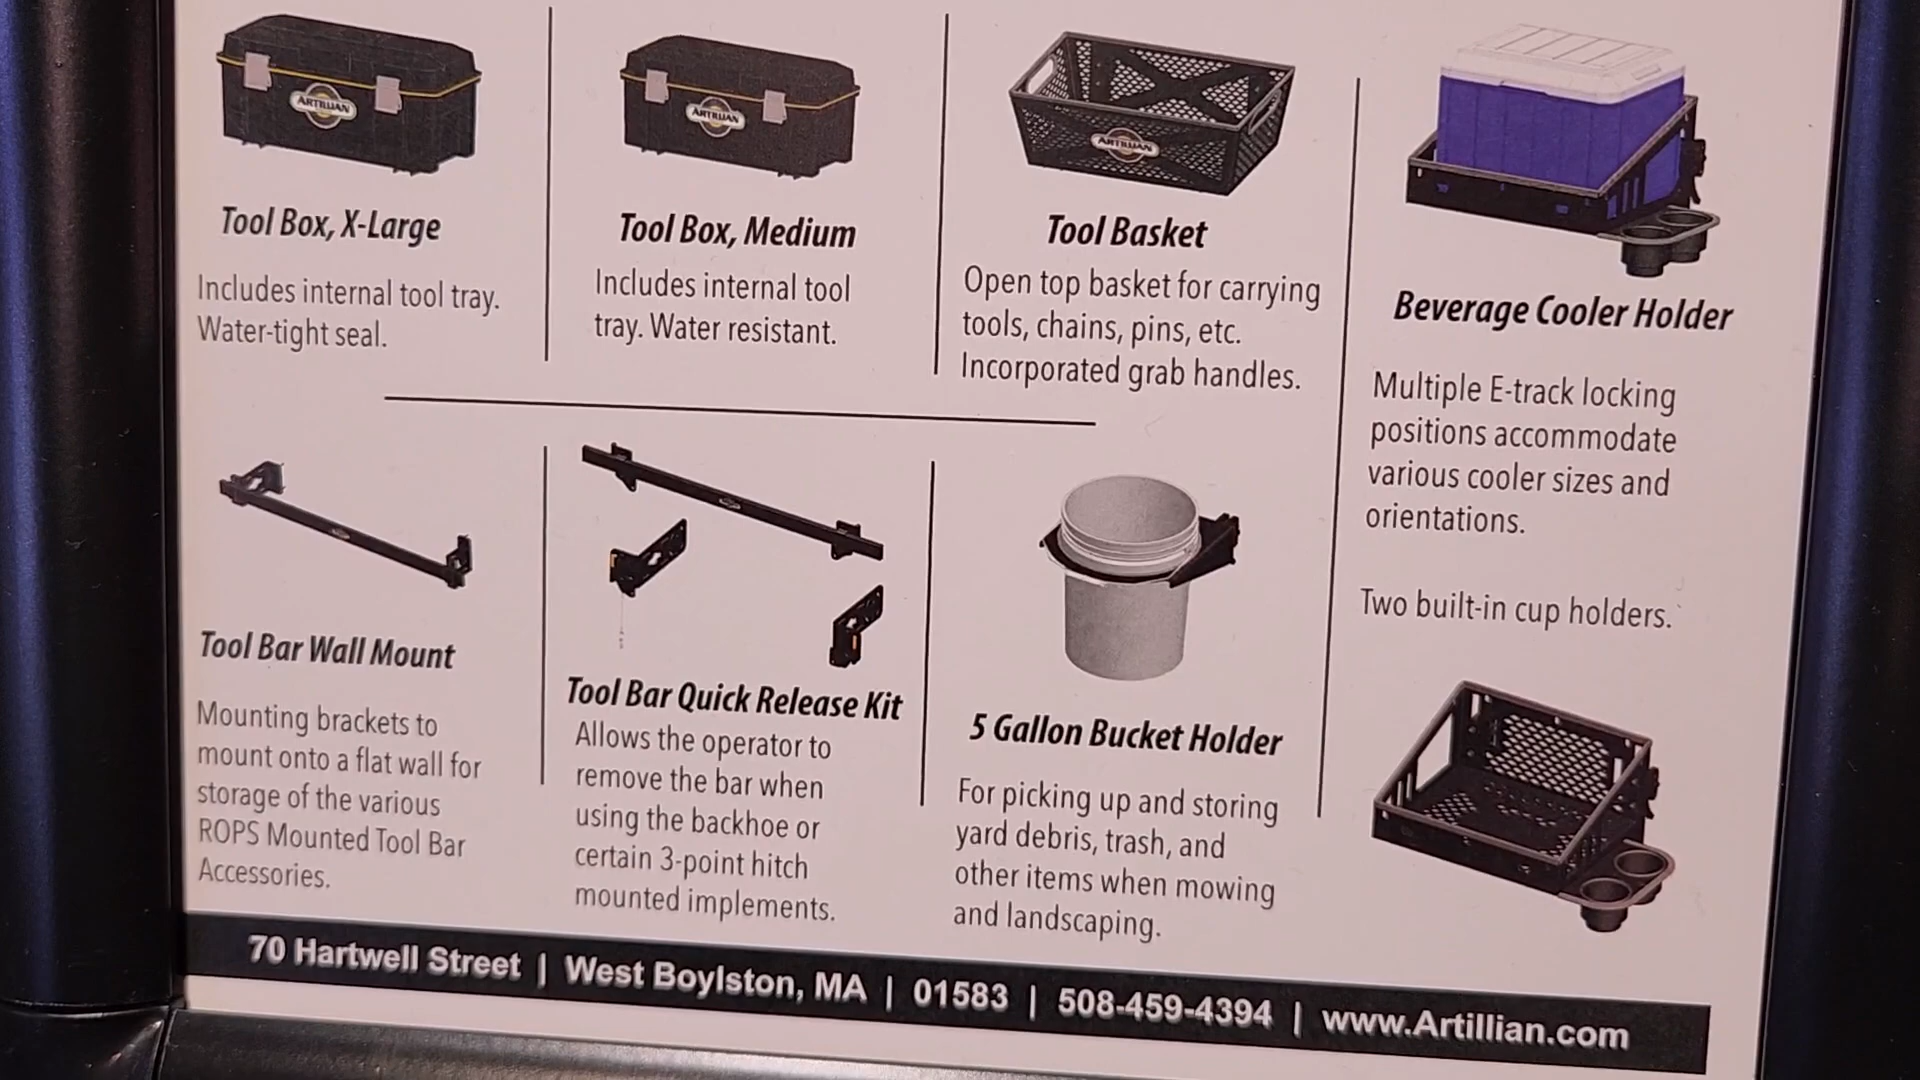 ARTILLIAN
Tool Box, X-Large
Includes internal tool tray.
Water-tight seal.
ARTILLIAN
Tool Box, Medium
Includes internal tool
tray. Water resistant.
ARTILLIAN
Tool Basket
Open top basket for carrying
tools, chains, pins, etc.
Incorporated grab handles.
Beverage Cooler Holder
Multiple E-track locking
positions accommodate
various cooler sizes and
orientations.
Two built-in cup holders.
Tool Bar Wall Mount
Mounting brackets to
mount onto a flat wall for
storage of the various
ROPS Mounted Tool Bar
Accessories.
Tool Bar Quick Release Kit
Allows the operator to
remove the bar when
using the backhoe or
certain 3-point hitch
mounted implements.
5 Gallon Bucket Holder
For picking up and storing
yard debris, trash, and
other items when mowing
and landscaping.
70 Hartwell Street | West Boylston, MA | 01583 | 508-459-4394 | www.Artillian.com